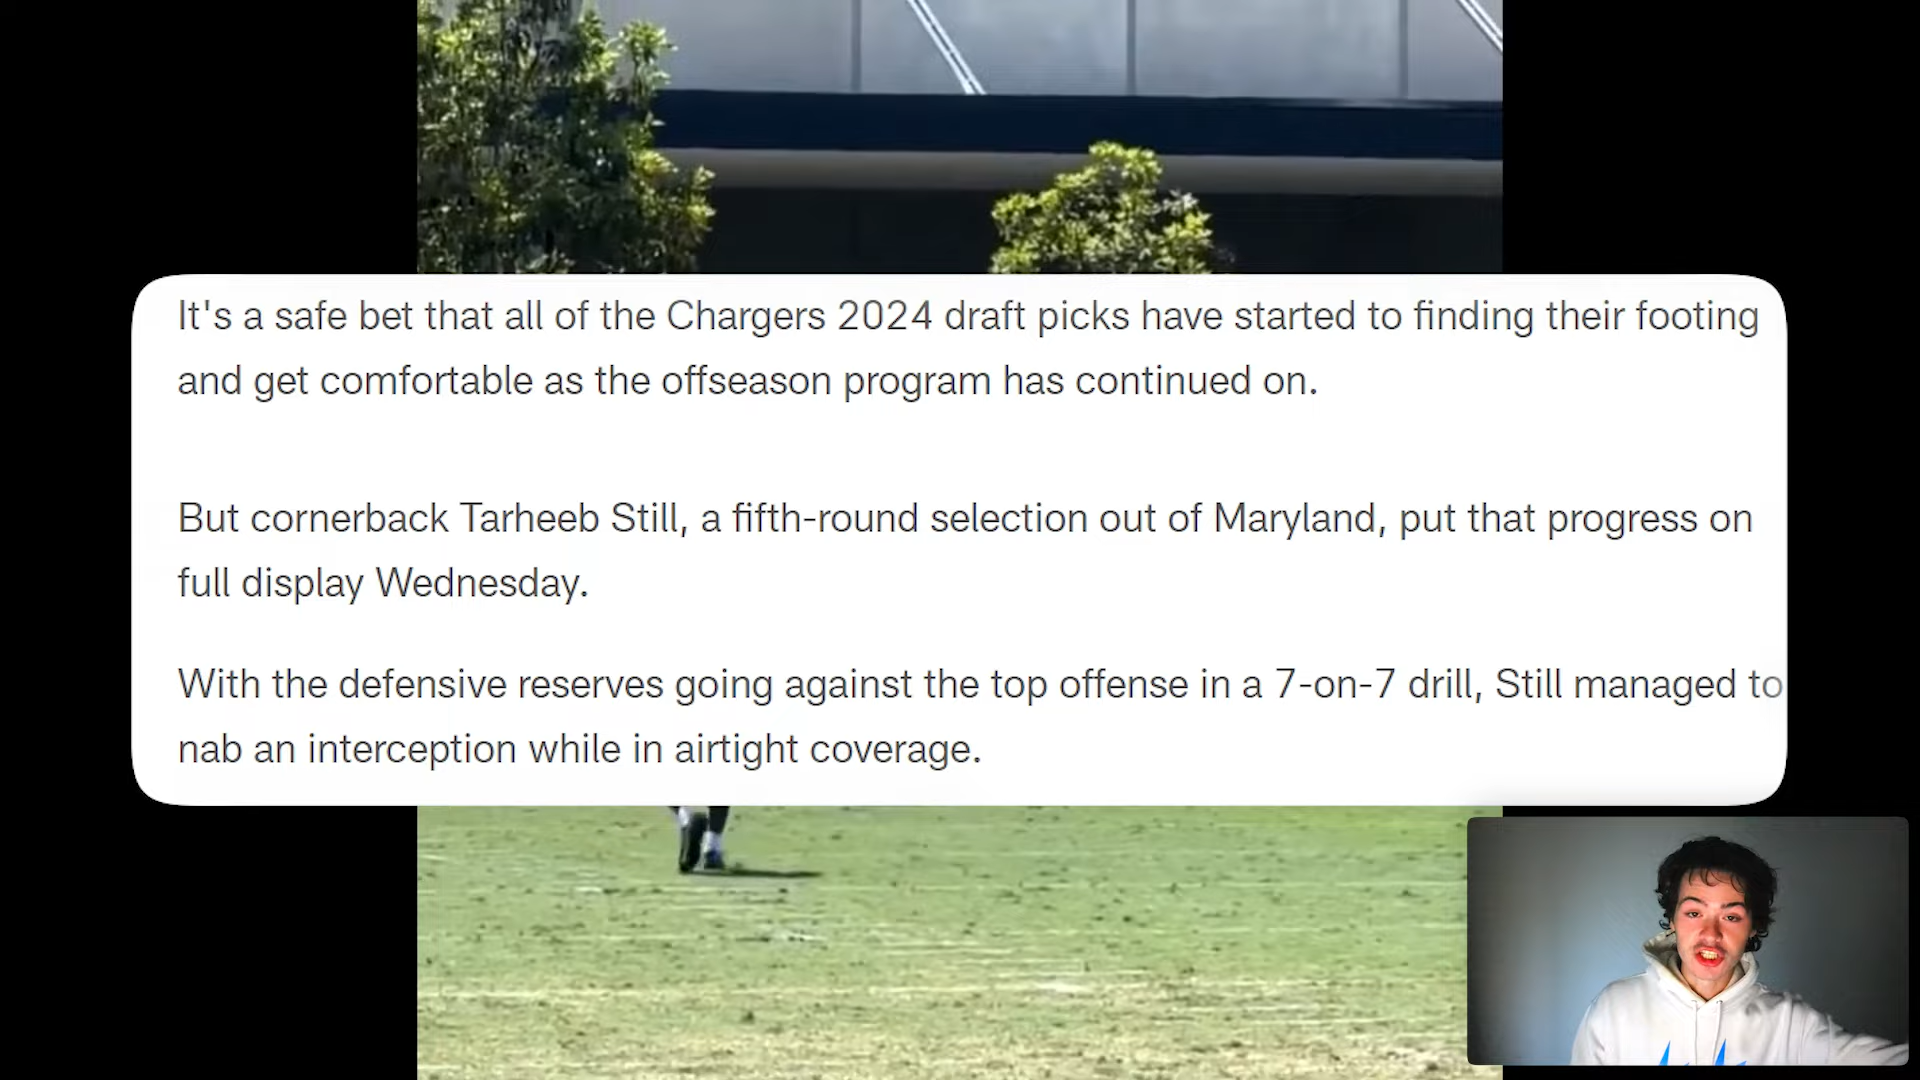 It's a safe bet that all of the Chargers 2024 draft picks have started to finding their footing
and get comfortable as the offseason program has continued on.
But cornerback Tarheeb Still, a fifth-round selection out of Maryland, put that progress on
full display Wednesday.
With the defensive reserves going against the top offense in a 7-on-7 drill, Still managed to
nab an interception while in airtight coverage.